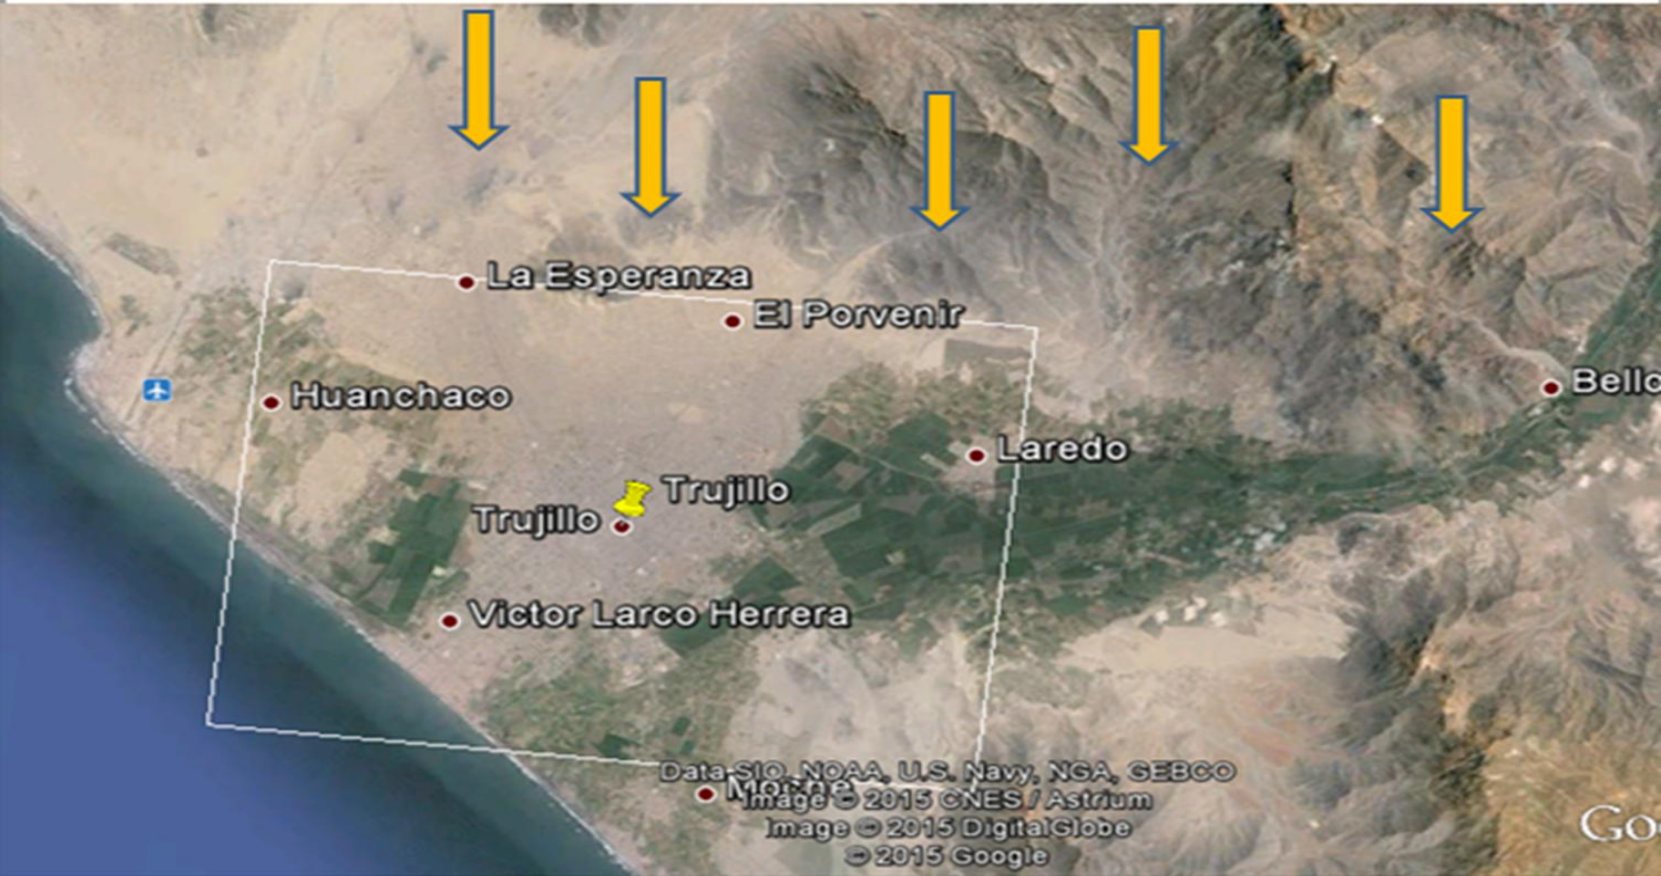 La Esperanza
El Porvenir
Huanchaco
Bello
Laredo
Trujillo
Trujillo
Victor Larco Herrera
Data SIO, NOAA, U.S. Navy, NGA, GEBCO
Moche
Image © 2015 CNES / Astrium
Image © 2015 DigitalGlobe
© 2015 Google
Goo